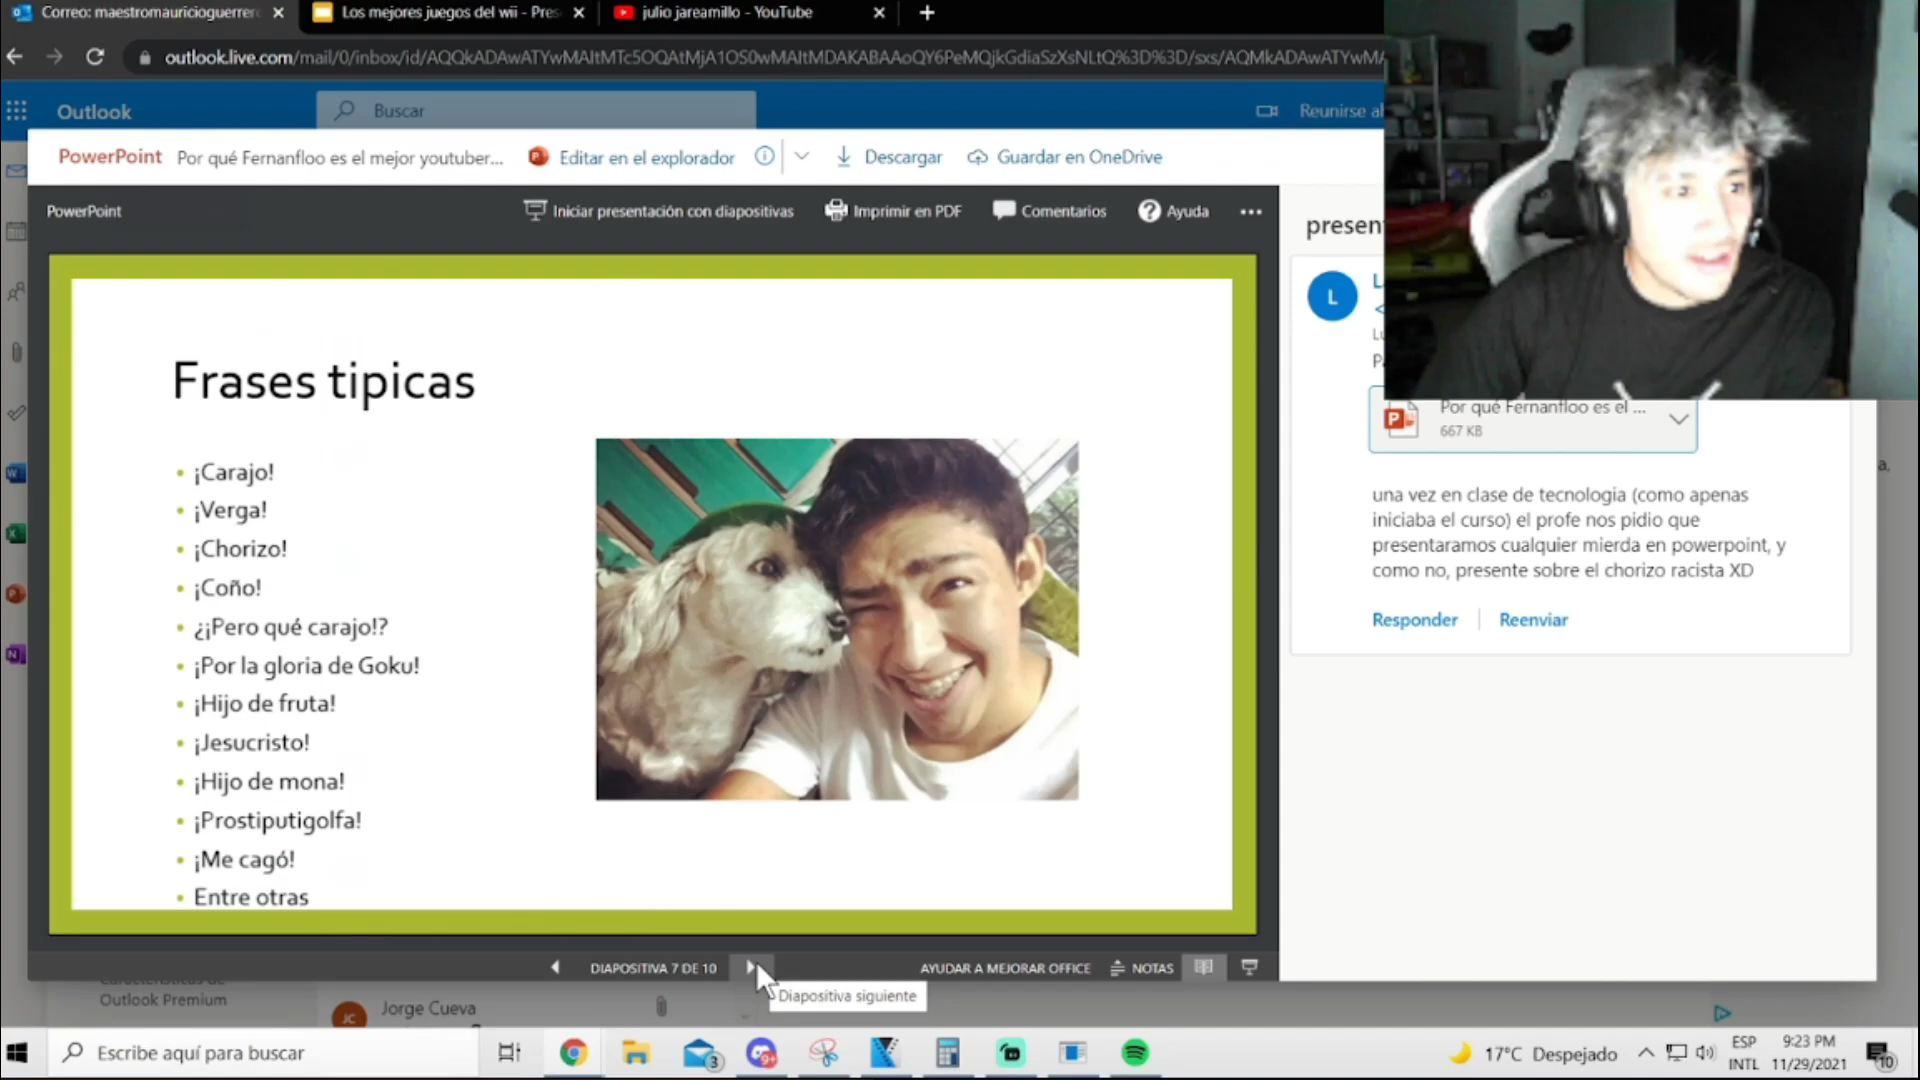 Correo: maestromauricioguerrer
Los mejores juegos del wii - Pres
julio jareamillo - YouTube
outlook.live.com/mail/0/inbox/id/AQQkADAwATYwMAItMTc5OQAtMjA1OS0wMAItMDAKABAAoQY6PeMQjkGdiaSzXsNLtQ%3D%3D/sxs/AQMkADAwATYwMA
Outlook
Buscar
Reunirse al
PowerPoint
Por qué Fernanfloo es el mejor youtuber...
Editar en el explorador
Descargar
Guardar en OneDrive
PowerPoint
Iniciar presentación con diapositivas
Imprimir en PDF
Comentarios
Ayuda
presen
Frases tipicas
• ¡Carajo!
• ¡Verga!
• ¡Chorizo!
• ¡Coño!
• ¿¡Pero qué carajo!?
• ¡Por la gloria de Goku!
• ¡Hijo de fruta!
• ¡Jesucristo!
• ¡Hijo de mona!
• ¡Prostiputigolfa!
• ¡Me cagó!
• Entre otras
L
Por qué Fernanfloo es el ...
667 KB
una vez en clase de tecnologia (como apenas
iniciaba el curso) el profe nos pidio que
presentaramos cualquier mierda en powerpoint, y
como no, presente sobre el chorizo racista XD
Responder
Reenviar
DIAPOSITIVA 7 DE 10
AYUDAR A MEJORAR OFFICE
NOTAS
Diapositiva siguiente
Características de
Outlook Premium
JC
Jorge Cueva
Escribe aquí para buscar
3
9+
17°C Despejado
ESP
INTL
9:23 PM
11/29/2021
10